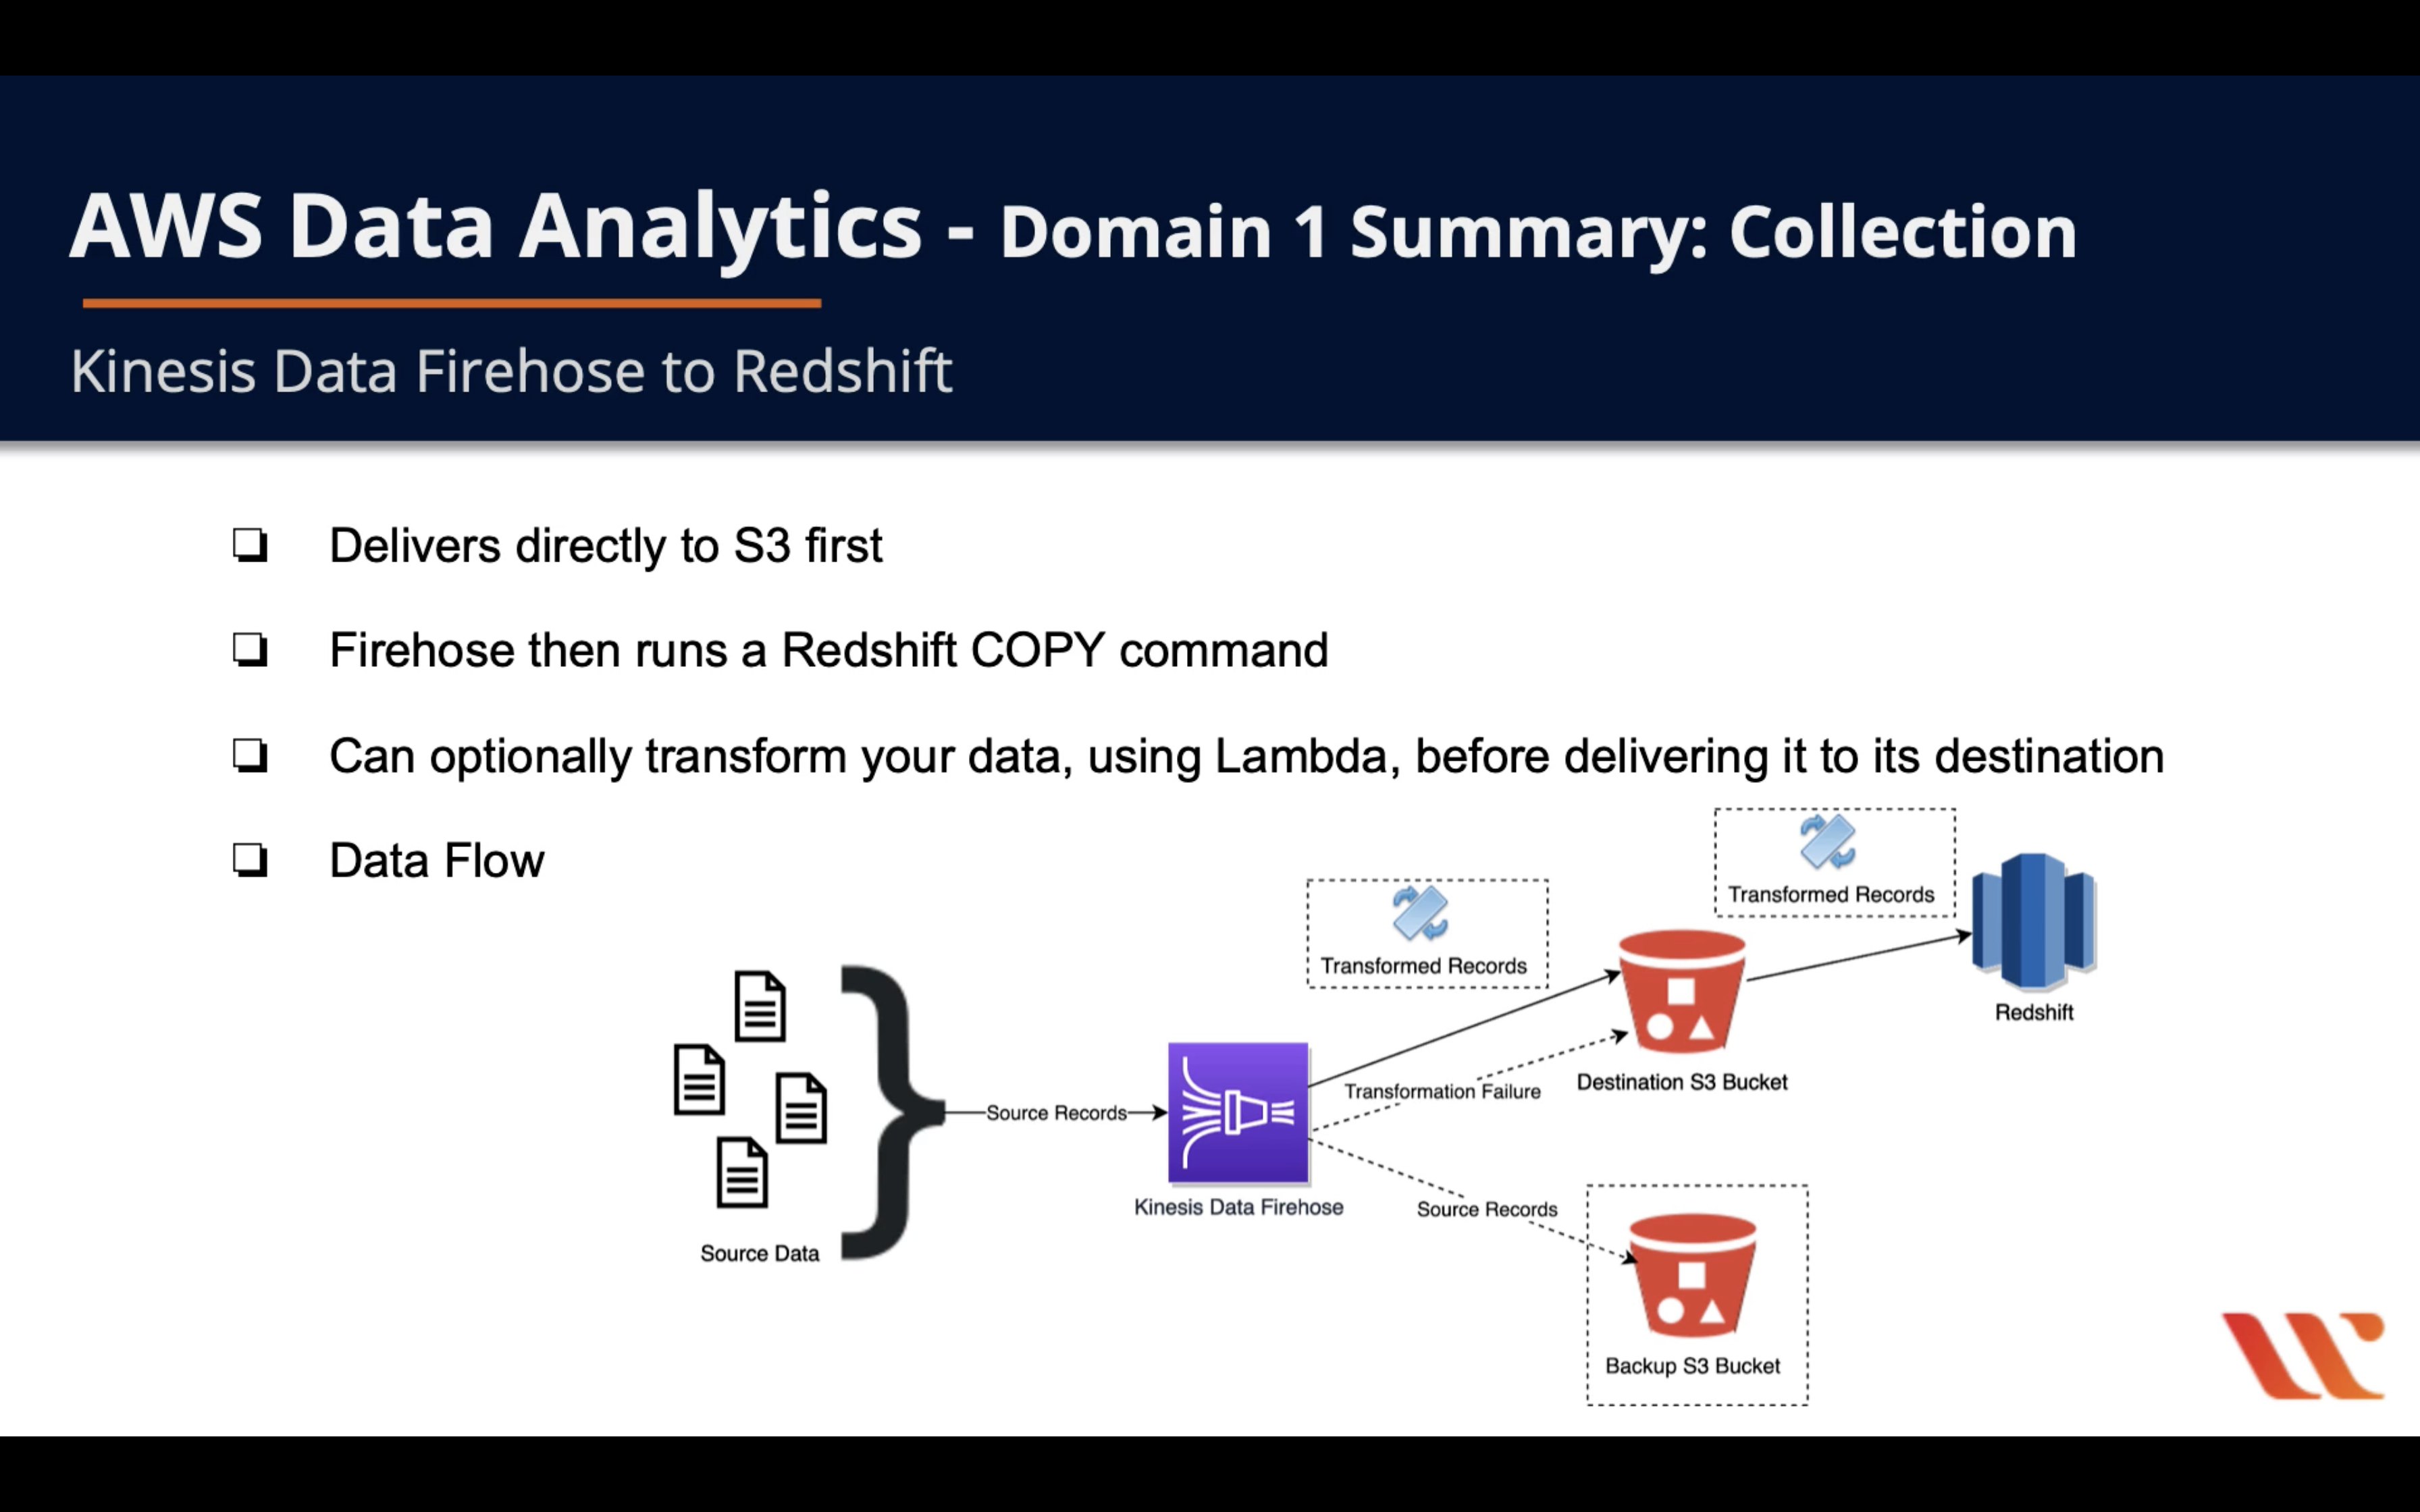 AWS Data Analytics - Domain 1 Summary: Collection
Kinesis Data Firehose to Redshift
Delivers directly to S3 first
Firehose then runs a Redshift COPY command
Can optionally transform your data, using Lambda, before delivering it to its destination
Data Flow
Transformed Records
Transformed Records
Redshift
Destination S3 Bucket
Transformation Failure
Source Records
Kinesis Data Firehose
Source Records
Source Data
Backup S3 Bucket